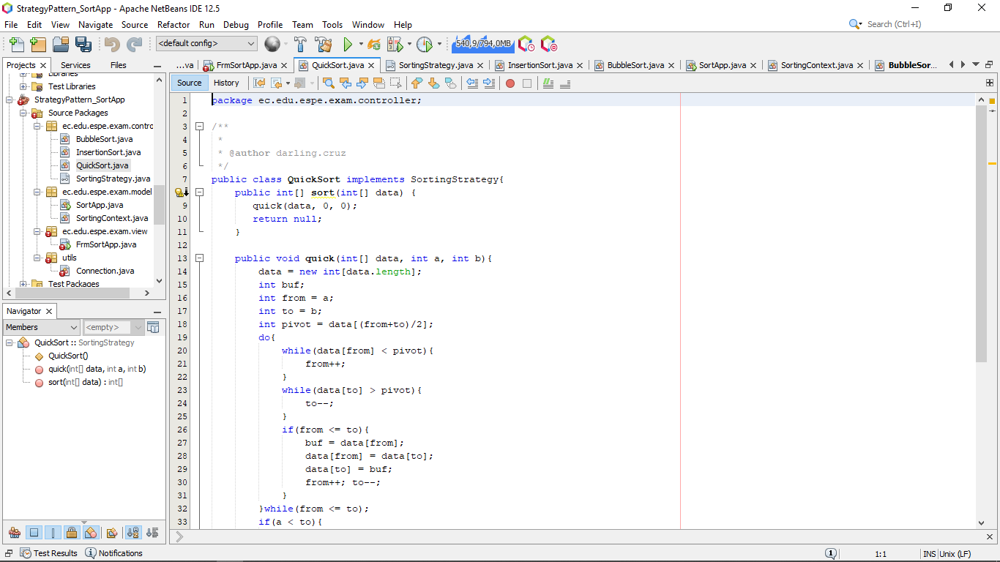 StrategyPattern_SortApp - Apache NetBeans IDE 12.5
File Edit View Navigate Source Refactor Run Debug Profile Team Tools Window Help
Search (Ctrl+I)
<default config>
540,9/794,0MB
Projects Services Files
...va FrmSortApp.java QuickSort.java SortingStrategy.java InsertionSort.java BubbleSort.java SortApp.java SortingContext.java BubbleSor...
Source History
Libraries
Test Libraries
StrategyPattern_SortApp
Source Packages
ec.edu.espe.exam.contro
BubbleSort.java
InsertionSort.java
QuickSort.java
SortingStrategy.java
ec.edu.espe.exam.model
SortApp.java
SortingContext.java
ec.edu.espe.exam.view
FrmSortApp.java
utils
Connection.java
Test Packages
Navigator
Members <empty>
QuickSort :: SortingStrategy
QuickSort()
quick(int[] data, int a, int b)
sort(int[] data) : int[]
1 package ec.edu.espe.exam.controller;
2
3 /**
4 *
5 * @author darling.cruz
6 */
7 public class QuickSort implements SortingStrategy{
public int[] sort(int[] data) {
9 quick(data, 0, 0);
10 return null;
11 }
12
13 public void quick(int[] data, int a, int b){
14 data = new int[data.length];
15 int buf;
16 int from = a;
17 int to = b;
18 int pivot = data[(from+to)/2];
19 do{
20 while(data[from] < pivot){
21 from++;
22 }
23 while(data[to] > pivot){
24 to--;
25 }
26 if(from <= to){
27 buf = data[from];
28 data[from] = data[to];
29 data[to] = buf;
30 from++; to--;
31 }
32 }while(from <= to);
33 if(a < to){
Test Results Notifications
1
1:1
INS Unix (LF)